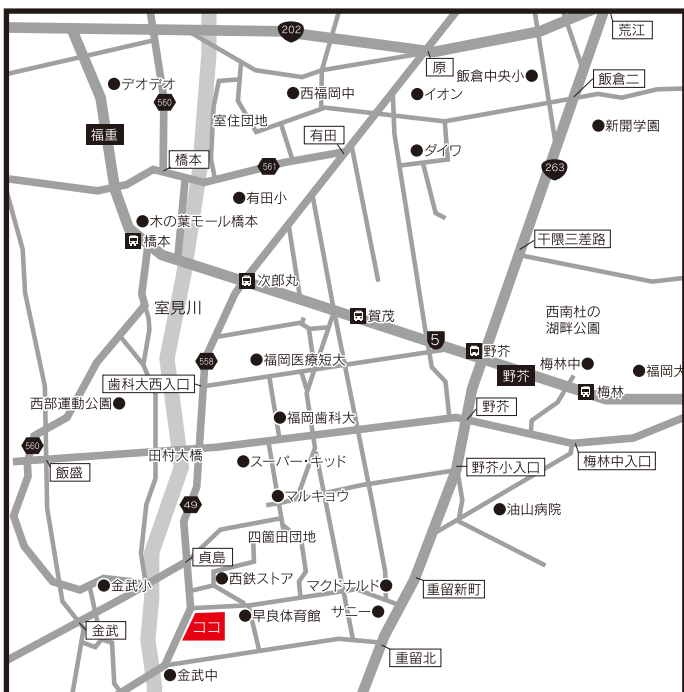 荒江
202
原
飯倉中央小
デオデオ
西福岡中
イオン
飯倉二
560
室住団地
福重
有田
新開学園
橋本
561
ダイワ
263
有田小
木の葉モール橋本
橋本
干隈三差路
次郎丸
室見川
賀茂
西南杜の
湖畔公園
5
558
福岡医療短大
野芥
梅林中
福岡大
歯科大西入口
野芥
梅林
西部運動公園
福岡歯科大
野芥
560
田村大橋
スーパー・キッド
飯盛
野芥小入口
梅林中入口
マルキョウ
49
油山病院
四箇田団地
貞島
西鉄ストア
金武小
マクドナルド
重留新町
早良体育館
サニー
金武
ココ
重留北
金武中